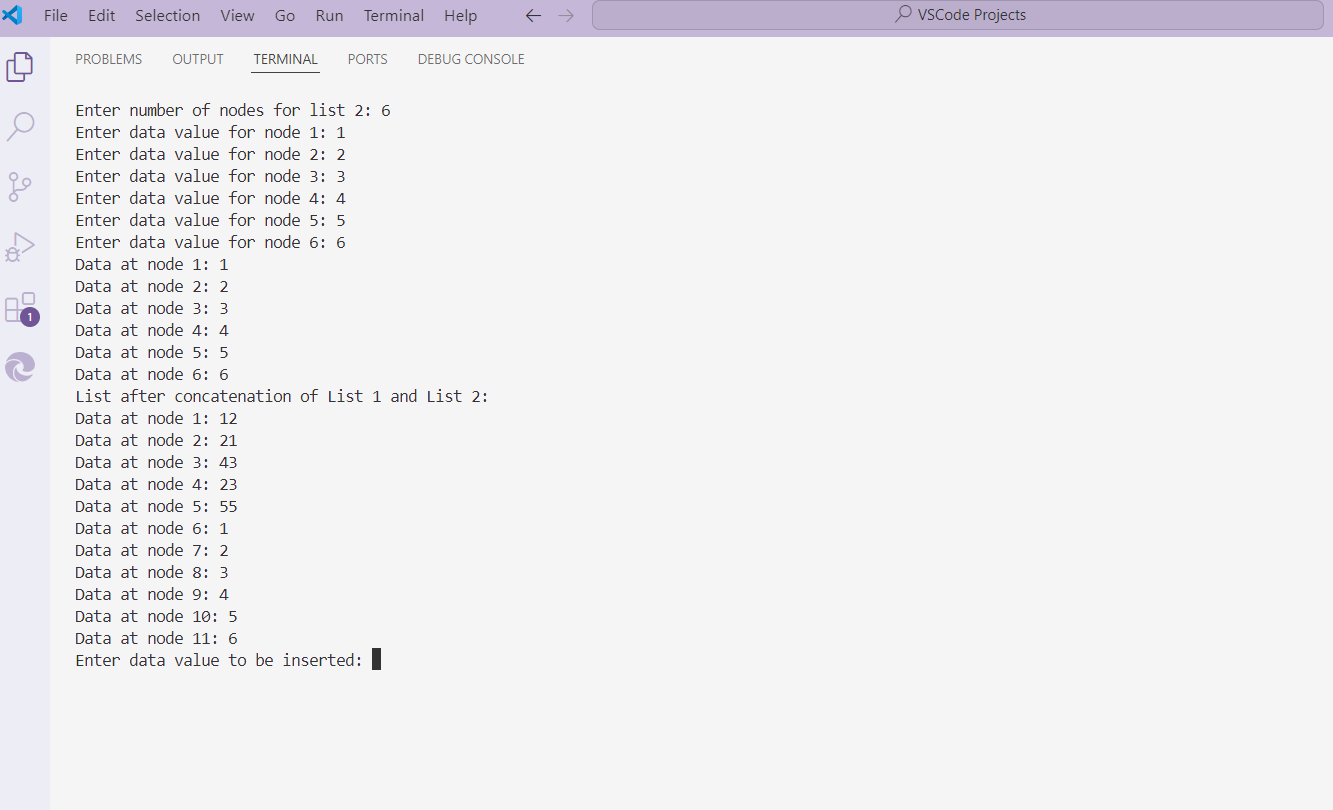 File Edit Selection View Go Run Terminal Help VSCode Projects
PROBLEMS OUTPUT TERMINAL PORTS DEBUG CONSOLE
Enter number of nodes for list 2: 6
Enter data value for node 1: 1
Enter data value for node 2: 2
Enter data value for node 3: 3
Enter data value for node 4: 4
Enter data value for node 5: 5
Enter data value for node 6: 6
Data at node 1: 1
Data at node 2: 2
Data at node 3: 3
Data at node 4: 4
Data at node 5: 5
Data at node 6: 6
List after concatenation of List 1 and List 2:
Data at node 1: 12
Data at node 2: 21
Data at node 3: 43
Data at node 4: 23
Data at node 5: 55
Data at node 6: 1
Data at node 7: 2
Data at node 8: 3
Data at node 9: 4
Data at node 10: 5
Data at node 11: 6
Enter data value to be inserted:
1